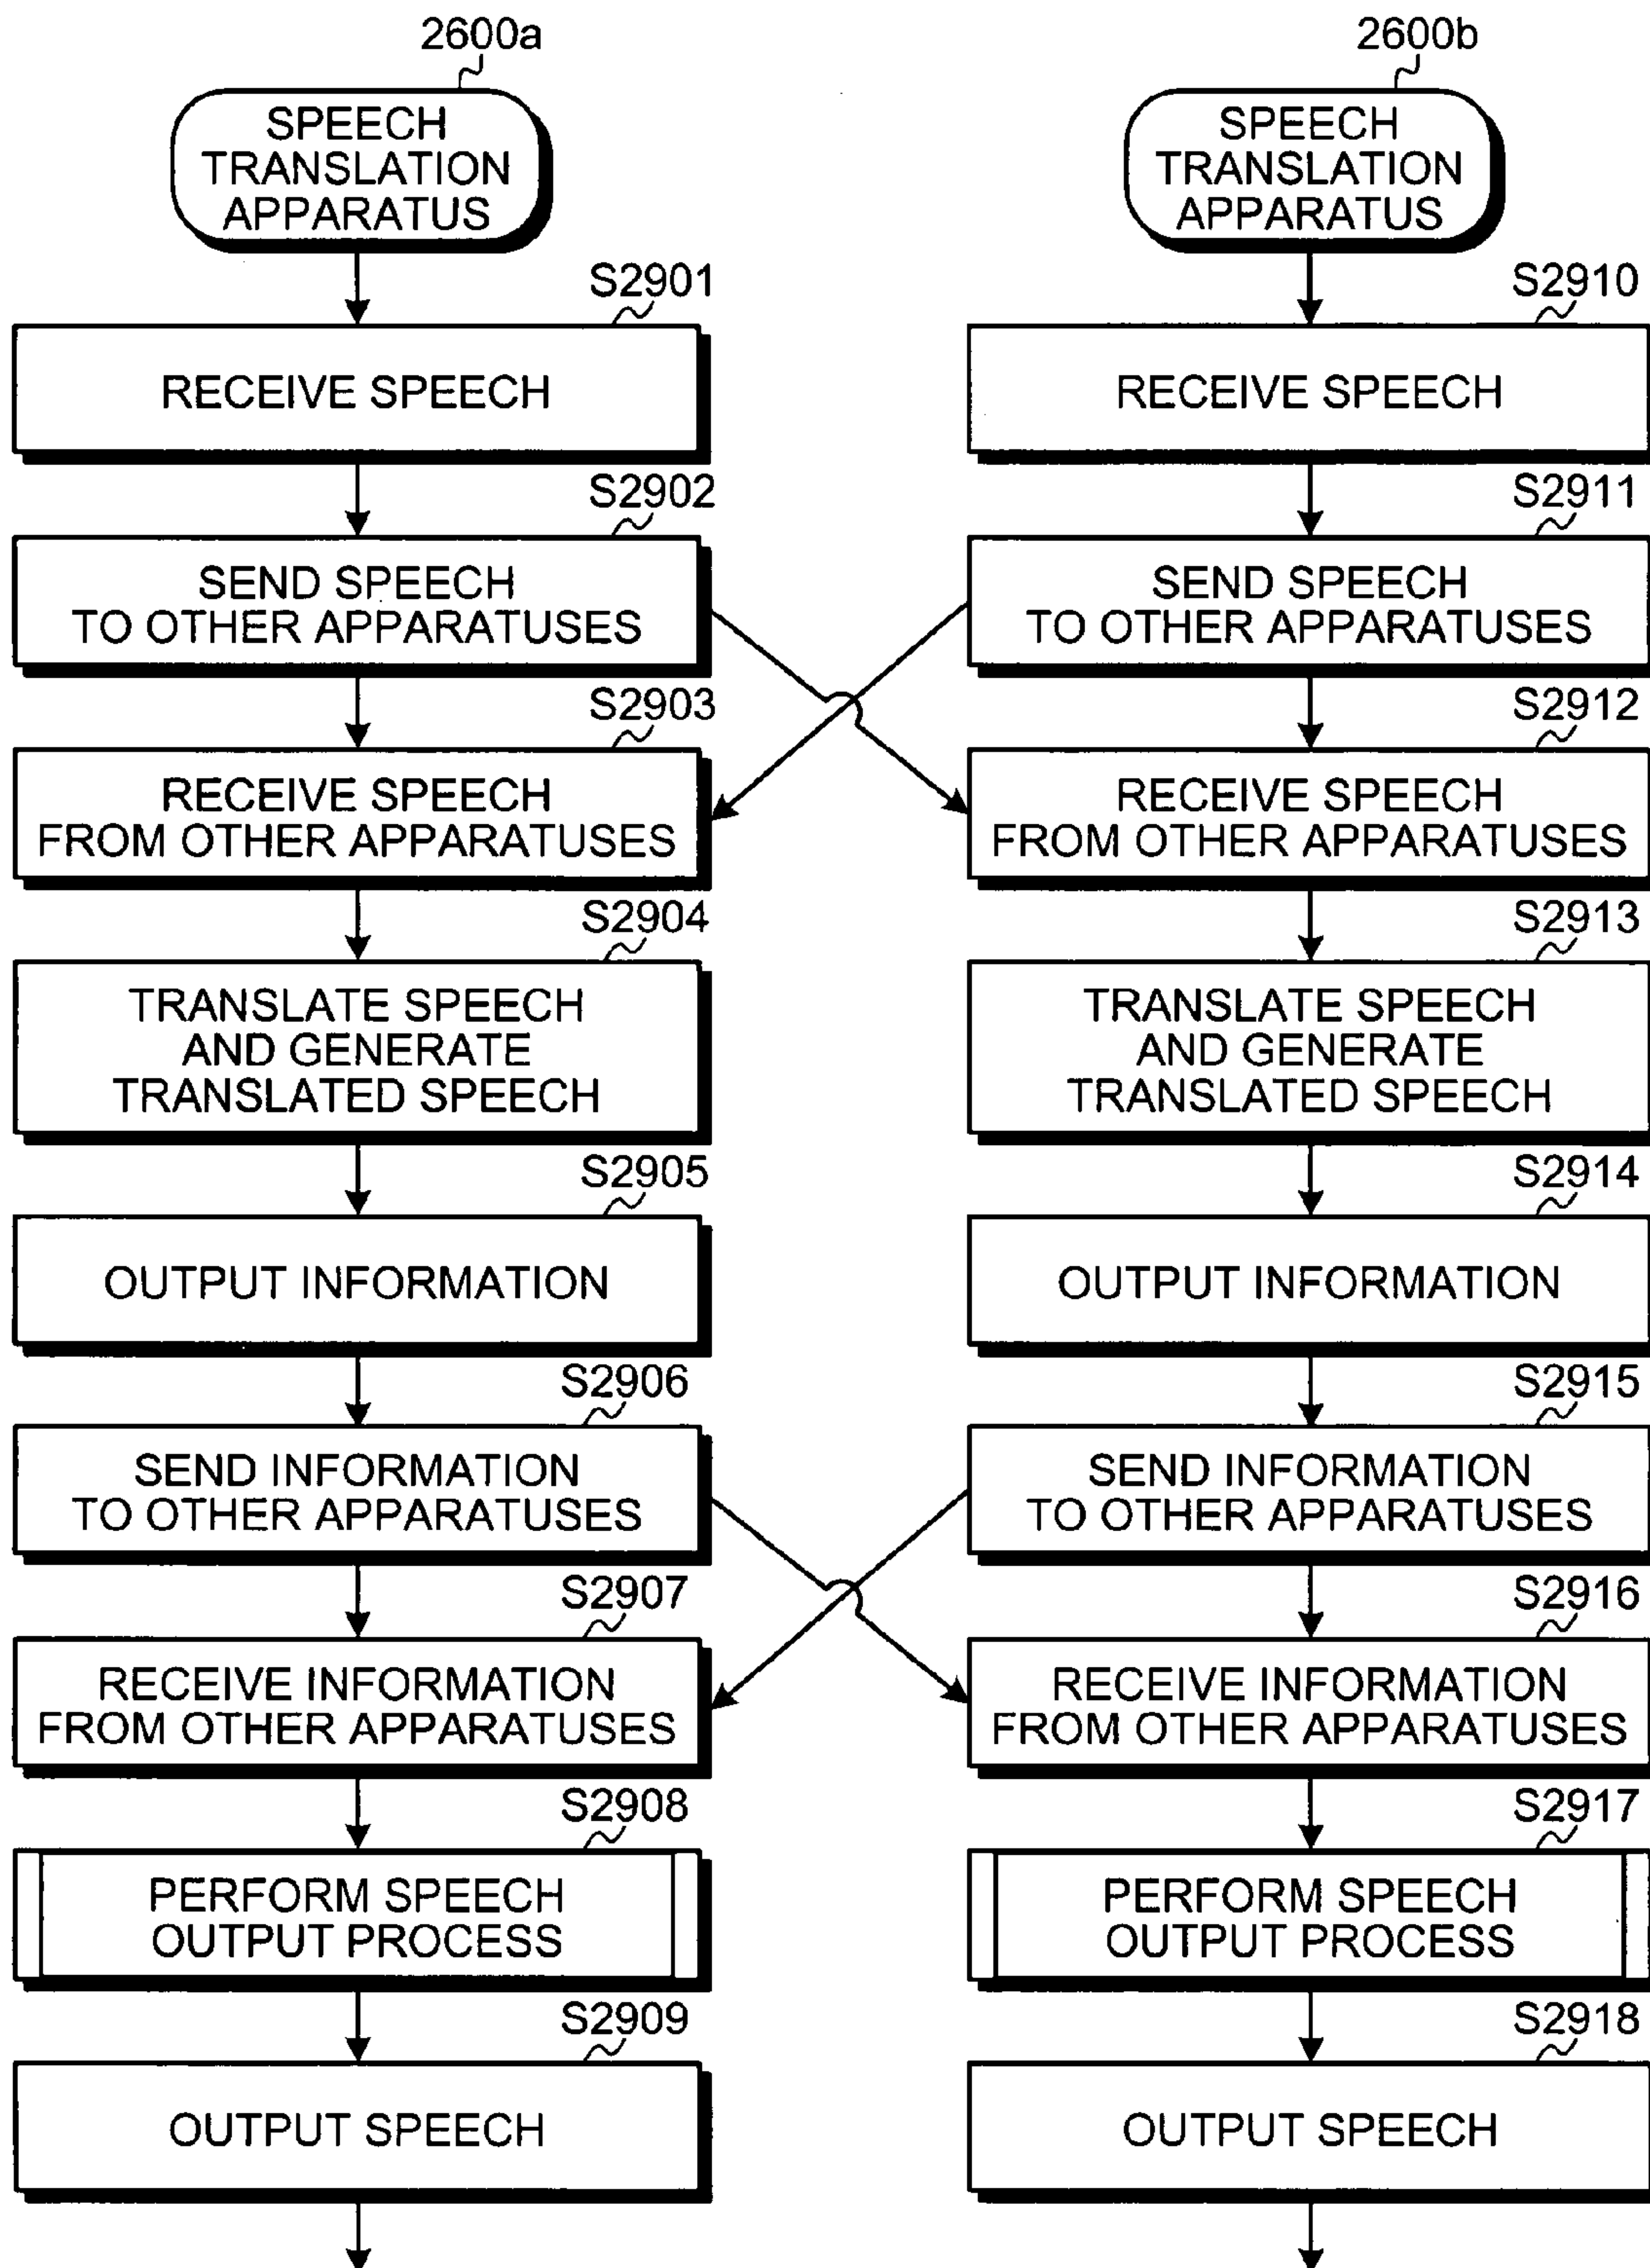 2600a
SPEECH
TRANSLATION
APPARATUS
S2901
RECEIVE SPEECH
S2902
SEND SPEECH
TO OTHER APPARATUSES
S2903
RECEIVE SPEECH
FROM OTHER APPARATUSES
S2904
TRANSLATE SPEECH
AND GENERATE
TRANSLATED SPEECH
S2905
OUTPUT INFORMATION
S2906
SEND INFORMATION
TO OTHER APPARATUSES
S2907
RECEIVE INFORMATION
FROM OTHER APPARATUSES
S2908
PERFORM SPEECH
OUTPUT PROCESS
S2909
OUTPUT SPEECH
2600b
SPEECH
TRANSLATION
APPARATUS
S2910
RECEIVE SPEECH
S2911
SEND SPEECH
TO OTHER APPARATUSES
S2912
RECEIVE SPEECH
FROM OTHER APPARATUSES
S2913
TRANSLATE SPEECH
AND GENERATE
TRANSLATED SPEECH
S2914
OUTPUT INFORMATION
S2915
SEND INFORMATION
TO OTHER APPARATUSES
S2916
RECEIVE INFORMATION
FROM OTHER APPARATUSES
S2917
PERFORM SPEECH
OUTPUT PROCESS
S2918
OUTPUT SPEECH